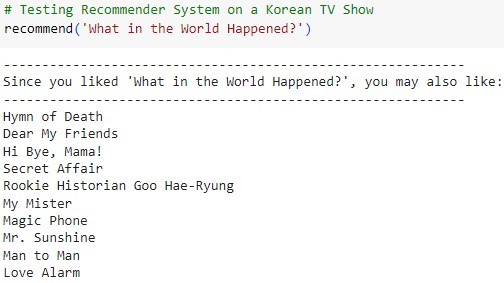 # Testing Recommender System on a Korean TV Show
recommend('What in the World Happened?')
---------------------------------------------------------------
Since you liked 'What in the World Happened?', you may also like:
---------------------------------------------------------------
Hymn of Death
Dear My Friends
Hi Bye, Mama!
Secret Affair
Rookie Historian Goo Hae-Ryung
My Mister
Magic Phone
Mr. Sunshine
Man to Man
Love Alarm